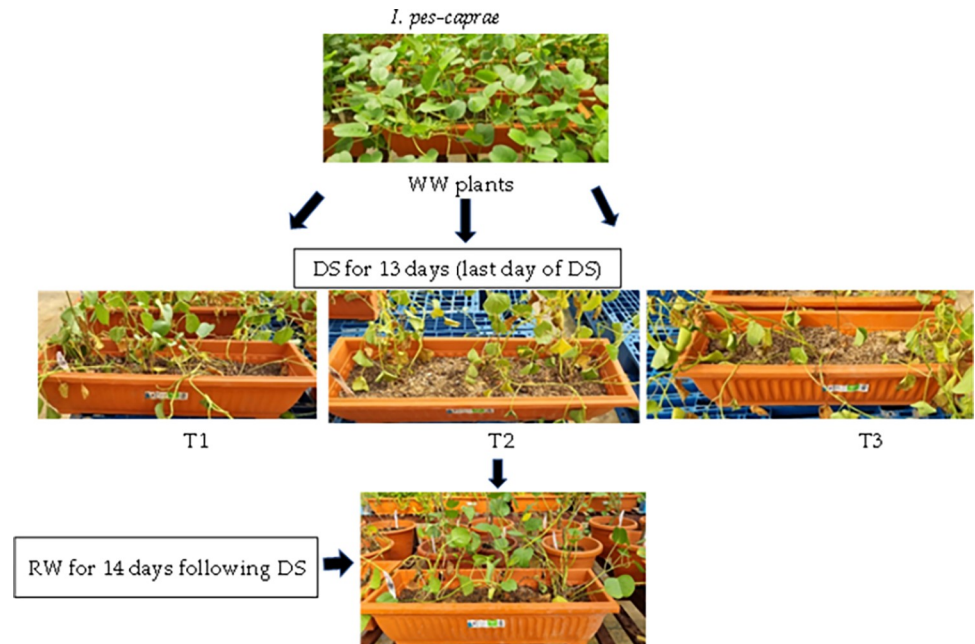 I. pes-caprae
WW plants
DS for 13 days (last day of DS)
T1
T2
T3
RW for 14 days following DS